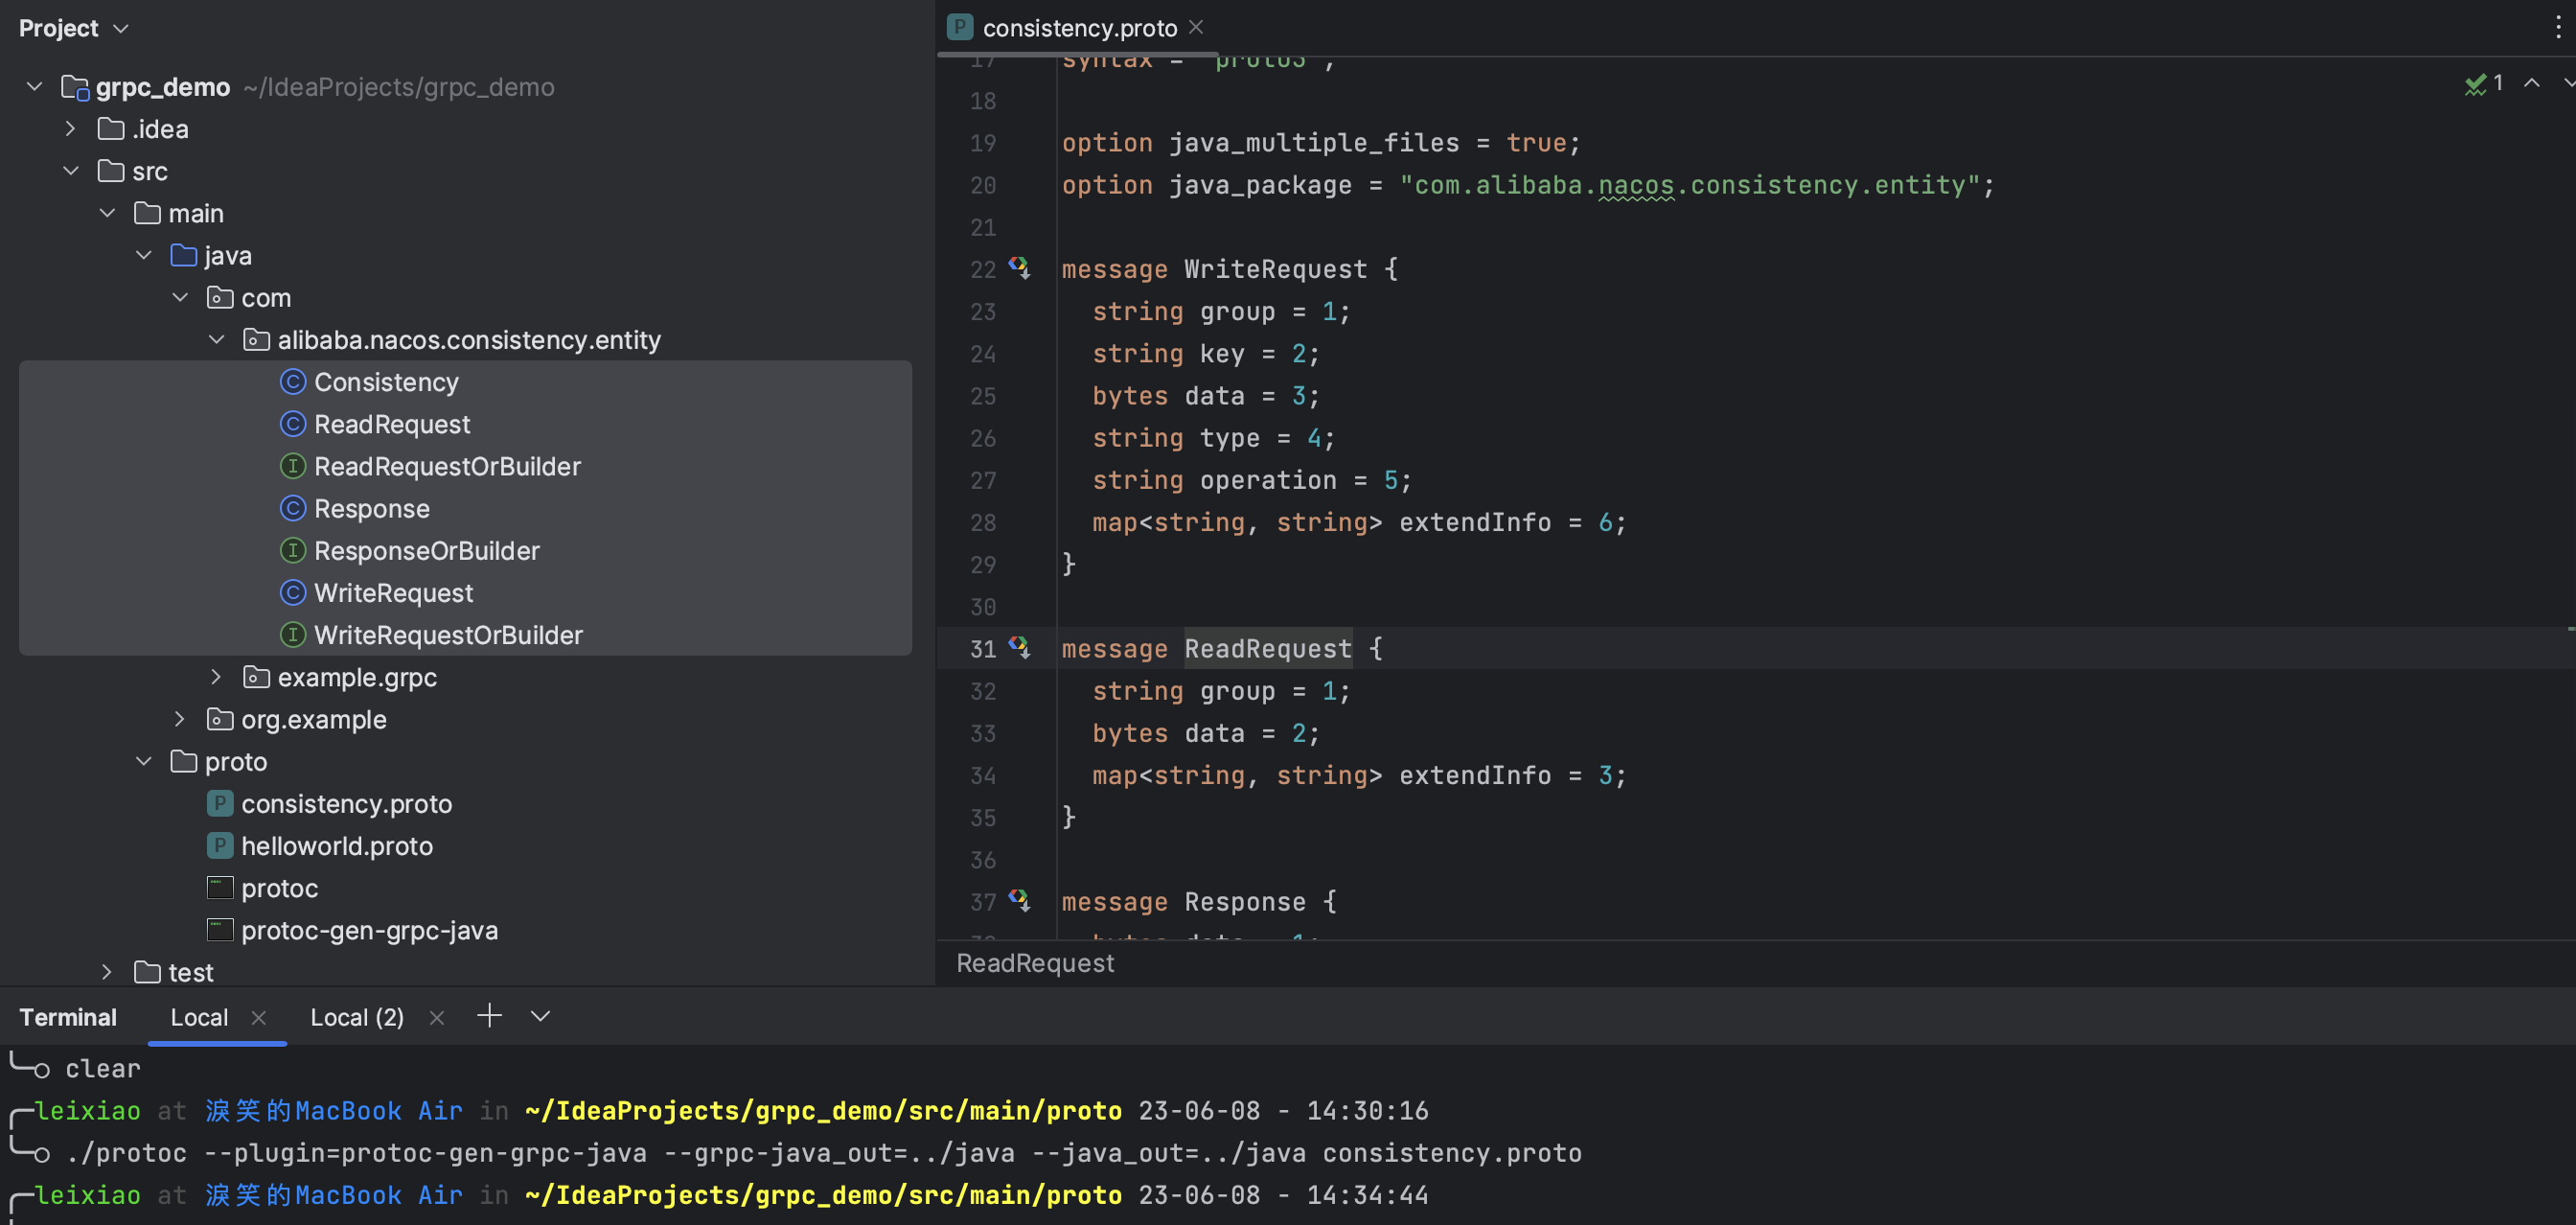 Project
grpc_demo ~/IdeaProjects/grpc_demo
.idea
src
main
java
com
alibaba.nacos.consistency.entity
Consistency
ReadRequest
ReadRequestOrBuilder
Response
ResponseOrBuilder
WriteRequest
WriteRequestOrBuilder
example.grpc
org.example
proto
consistency.proto
helloworld.proto
protoc
protoc-gen-grpc-java
test
consistency.proto
1
17 syntax = "proto3";
18
19 option java_multiple_files = true;
20 option java_package = "com.alibaba.nacos.consistency.entity";
21
22 message WriteRequest {
23 string group = 1;
24 string key = 2;
25 bytes data = 3;
26 string type = 4;
27 string operation = 5;
28 map<string, string> extendInfo = 6;
29 }
30
31 message ReadRequest {
32 string group = 1;
33 bytes data = 2;
34 map<string, string> extendInfo = 3;
35 }
36
37 message Response {
38 bytes data = 1;
ReadRequest
Terminal Local Local (2)
clear
leixiao at 淚笑的MacBook Air in ~/IdeaProjects/grpc_demo/src/main/proto 23-06-08 - 14:30:16
./protoc --plugin=protoc-gen-grpc-java --grpc-java_out=../java --java_out=../java consistency.proto
leixiao at 淚笑的MacBook Air in ~/IdeaProjects/grpc_demo/src/main/proto 23-06-08 - 14:34:44